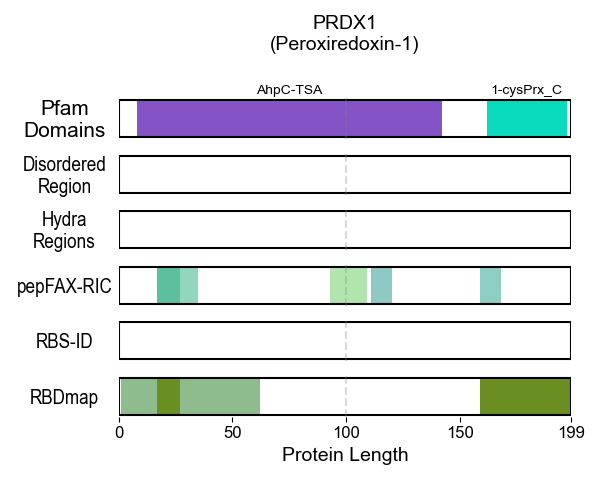 PRDX1
(Peroxiredoxin-1)
AhpC-TSA
1-cysPrx_C
Pfam
Domains
Disordered
Region
Hydra
Regions
pepFAX-RIC
RBS-ID
RBDmap
0
50
100
150
199
Protein Length